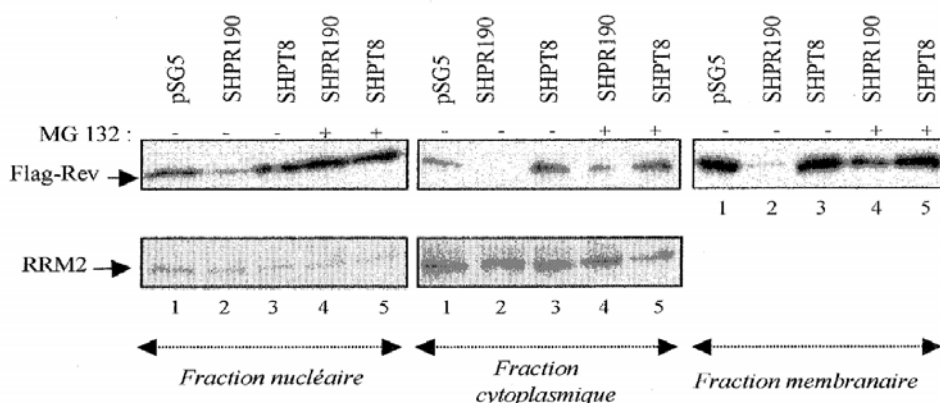 pSG5 SHPR190 SHPT8 SHPR190 SHPT8 pSG5 SHPR190 SHPT8 SHPR190 SHPT8 pSG5 SHPR190 SHPT8 SHPR190 SHPT8
MG 132 : - - - + + - - - + + - - - + +
Flag-Rev
1 2 3 4 5
RRM2
1 2 3 4 5 1 2 3 4 5
Fraction nucléaire
Fraction
cytoplasmique
Fraction membranaire